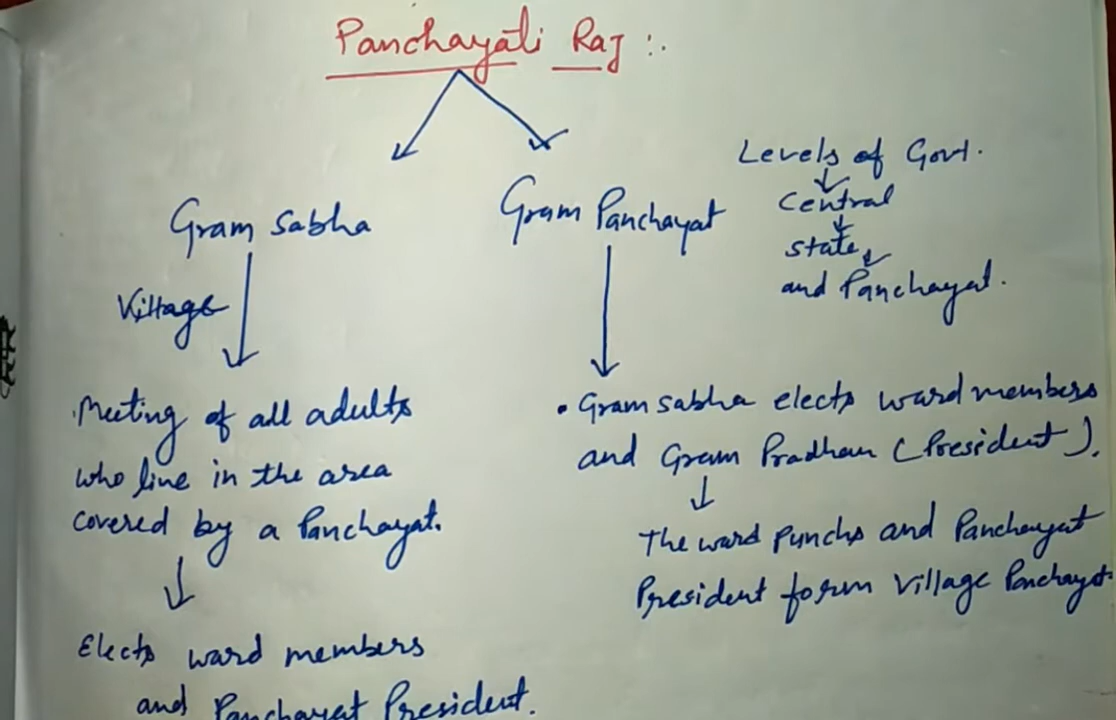 Panchayati Raj :.
Gram Sabha
Village
Meeting of all adults
who live in the area
covered by a Panchayat.
Elects ward members
and Panchayat President.
Gram Panchayat
• Gram sabha elects ward members
and Gram Pradhan (President).
The ward punchs and Panchayat
President form Village Panchayat.
Levels of Govt.
Central
state
and Panchayat.